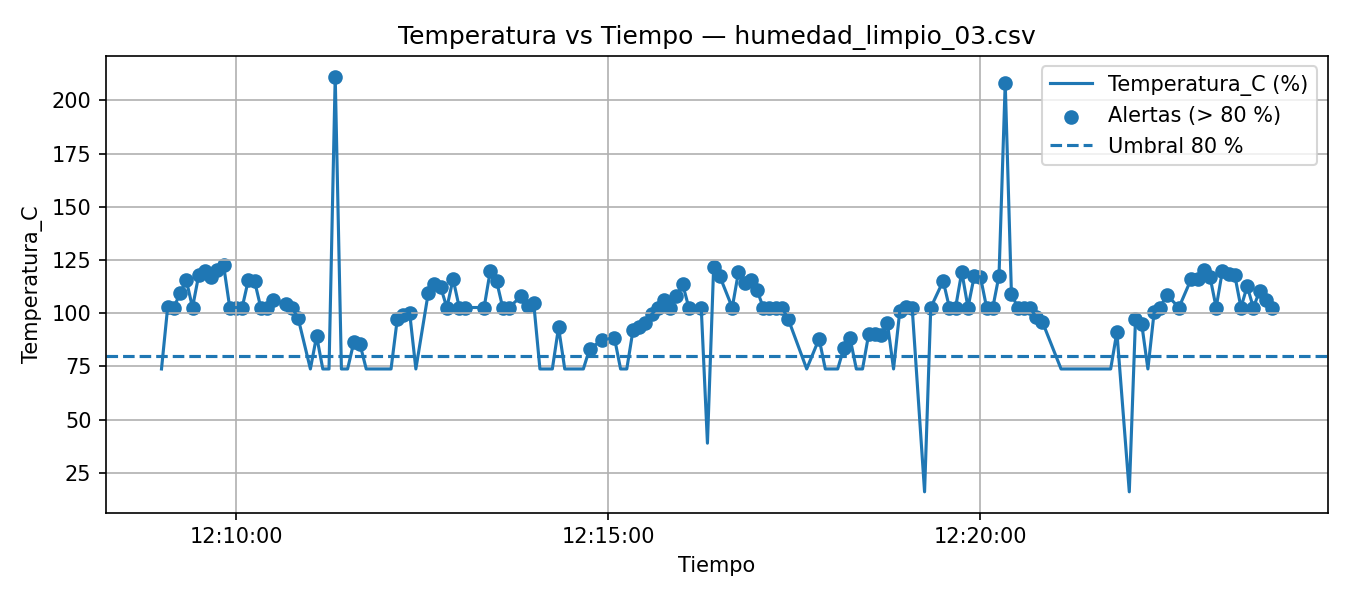 Temperatura vs Tiempo — humedad_limpio_03.csv
Temperatura_C (%)
Alertas (> 80 %)
Umbral 80 %
Temperatura_C
200
175
150
125
100
75
50
25
12:10:00
12:15:00
12:20:00
Tiempo